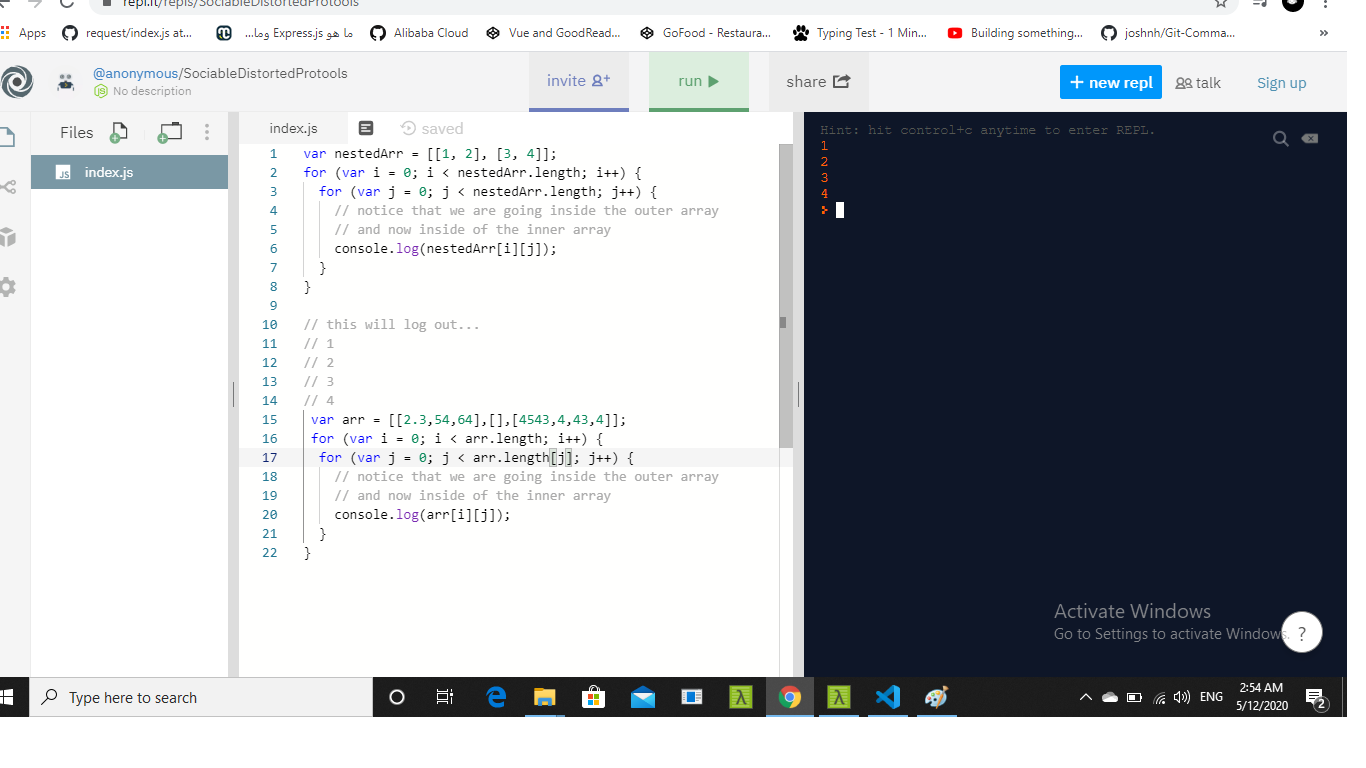 repl.it/repls/SociableDistortedProtools
Apps request/index.js at... ما هو Express.js وما... Alibaba Cloud Vue and GoodRead... GoFood - Restaura... Typing Test - 1 Min... Building something... joshnh/Git-Comma... »
@anonymous/SociableDistortedProtools
No description
invite run share + new repl talk Sign up
Files
index.js saved
JS index.js
1 var nestedArr = [[1, 2], [3, 4]];
2 for (var i = 0; i < nestedArr.length; i++) {
3 for (var j = 0; j < nestedArr.length; j++) {
4 // notice that we are going inside the outer array
5 // and now inside of the inner array
6 console.log(nestedArr[i][j]);
7 }
8 }
9
10 // this will log out...
11 // 1
12 // 2
13 // 3
14 // 4
15 var arr = [[2.3,54,64],[],[4543,4,43,4]];
16 for (var i = 0; i < arr.length; i++) {
17 for (var j = 0; j < arr.length[j]; j++) {
18 // notice that we are going inside the outer array
19 // and now inside of the inner array
20 console.log(arr[i][j]);
21 }
22 }
Hint: hit control+c anytime to enter REPL.
1
2
3
4
Activate Windows
Go to Settings to activate Windows.
?
Type here to search
ENG
2:54 AM
5/12/2020
2